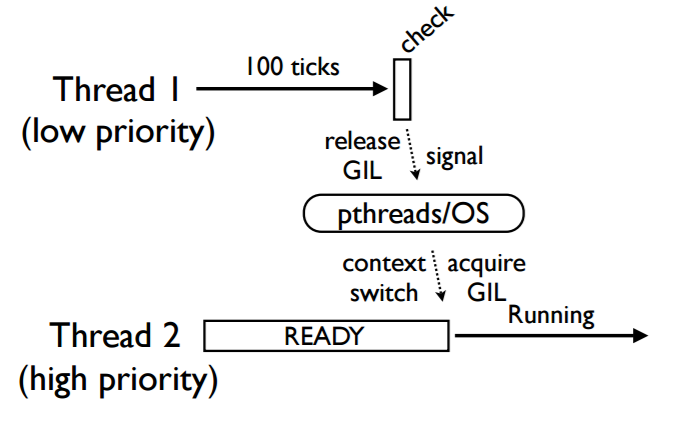 check
100 ticks
Thread 1
(low priority)
release
GIL
signal
pthreads/OS
context
switch
acquire
GIL
Running
Thread 2
(high priority)
READY